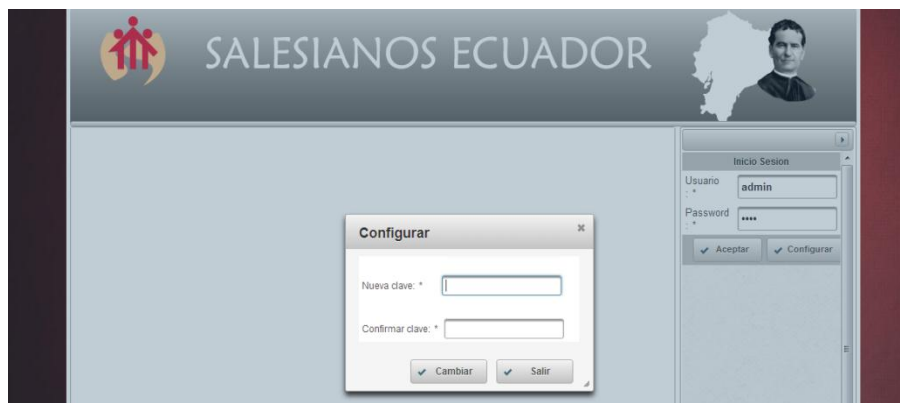 SALESIANOS ECUADOR
Inicio Sesion
Usuario
: *
admin
Password
: *
Aceptar
Configurar
Configurar
Nueva clave: *
Confirmar clave: *
Cambiar
Salir